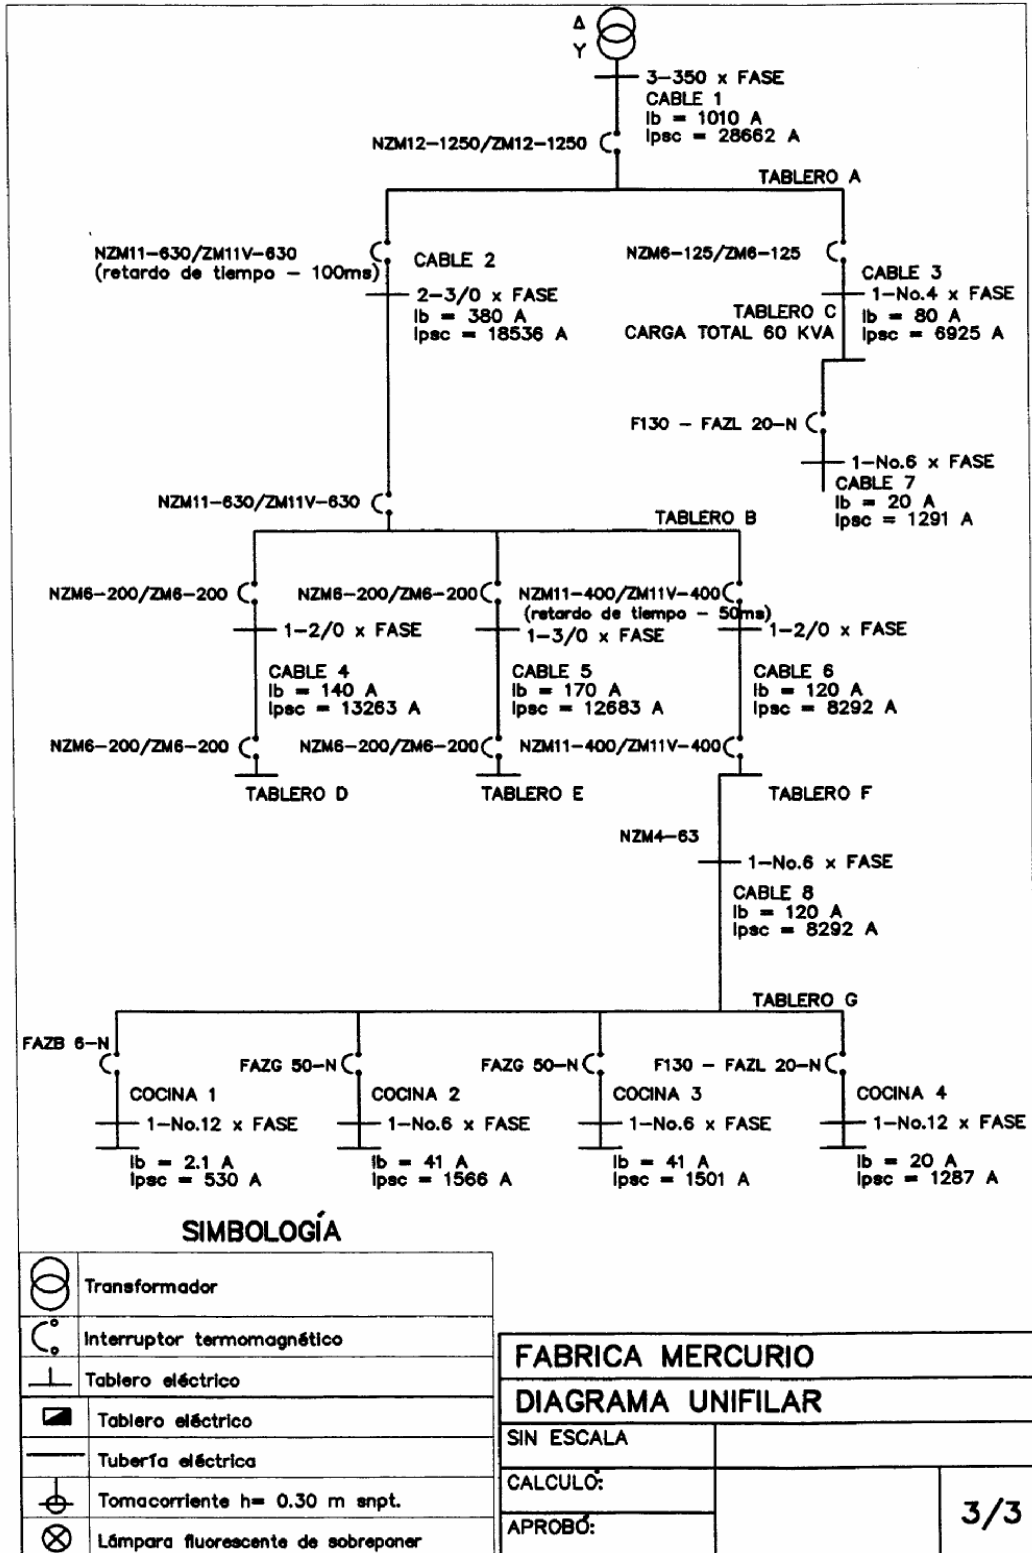 Δ
Y
3-350 x FASE
CABLE 1
Ib = 1010 A
Ipsc = 28662 A
NZM12-1250/ZM12-1250
TABLERO A
NZM11-630/ZM11V-630
(retardo de tiempo - 100ms)
CABLE 2
2-3/0 x FASE
Ib = 380 A
Ipsc = 18536 A
NZM6-125/ZM6-125
CABLE 3
1-No.4 x FASE
Ib = 80 A
Ipsc = 6925 A
TABLERO C
CARGA TOTAL 60 KVA
F130 - FAZL 20-N
1-No.6 x FASE
CABLE 7
Ib = 20 A
Ipsc = 1291 A
NZM11-630/ZM11V-630
TABLERO B
NZM6-200/ZM6-200
1-2/0 x FASE
CABLE 4
Ib = 140 A
Ipsc = 13263 A
NZM6-200/ZM6-200
TABLERO D
NZM6-200/ZM6-200
1-3/0 x FASE
CABLE 5
Ib = 170 A
Ipsc = 12683 A
NZM6-200/ZM6-200
TABLERO E
NZM11-400/ZM11V-400
(retardo de tiempo - 50ms)
1-2/0 x FASE
CABLE 6
Ib = 120 A
Ipsc = 8292 A
NZM11-400/ZM11V-400
TABLERO F
NZM4-63
1-No.6 x FASE
CABLE 8
Ib = 120 A
Ipsc = 8292 A
TABLERO G
FAZB 6-N
COCINA 1
1-No.12 x FASE
Ib = 2.1 A
Ipsc = 530 A
FAZG 50-N
COCINA 2
1-No.6 x FASE
Ib = 41 A
Ipsc = 1566 A
FAZG 50-N
COCINA 3
1-No.6 x FASE
Ib = 41 A
Ipsc = 1501 A
F130 - FAZL 20-N
COCINA 4
1-No.12 x FASE
Ib = 20 A
Ipsc = 1287 A
SIMBOLOGÍA
Transformador
Interruptor termomagnético
Tablero eléctrico
Tablero eléctrico
Tubería eléctrica
Tomacorriente h= 0.30 m snpt.
Lámpara fluorescente de sobreponer
FABRICA MERCURIO
DIAGRAMA UNIFILAR
SIN ESCALA
CALCULÓ:
APROBÓ:
3/3